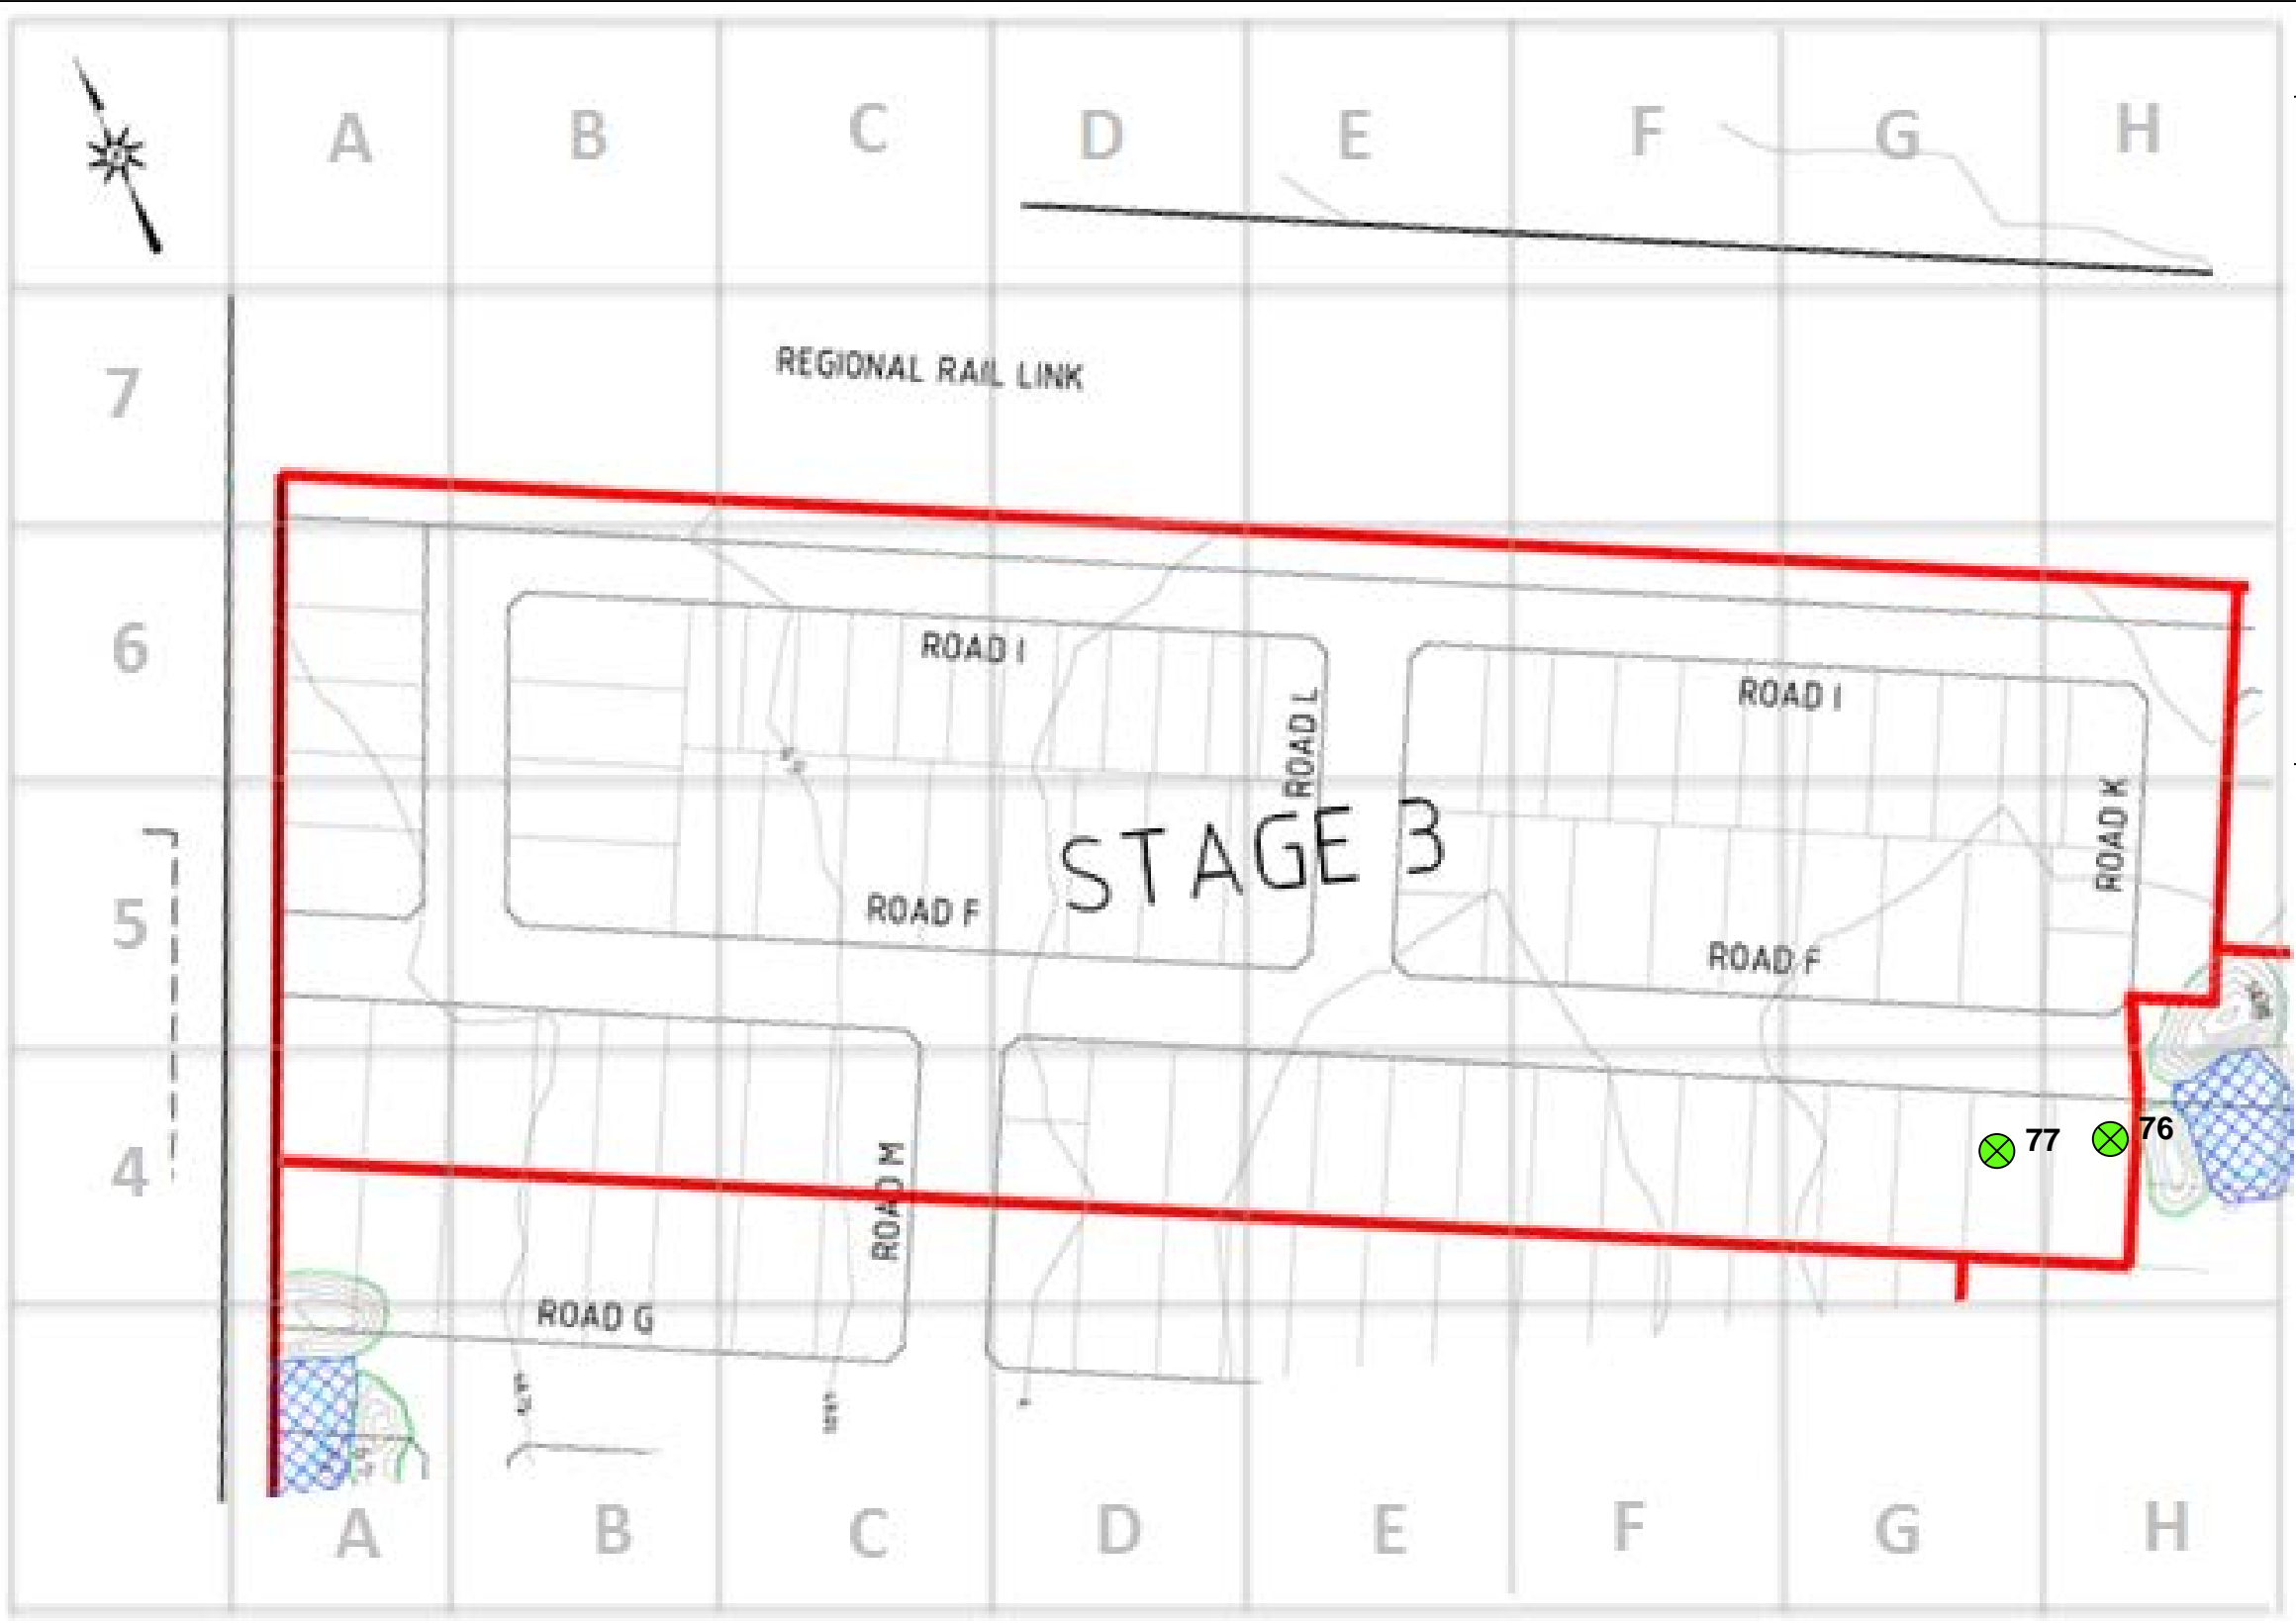 A B C D E F G H
7
REGIONAL RAIL LINK
6
ROAD I
ROAD I
ROAD L
ROAD K
STAGE 3
5
ROAD F
ROAD F
4
77
76
ROAD M
ROAD G
A B C D E F G H